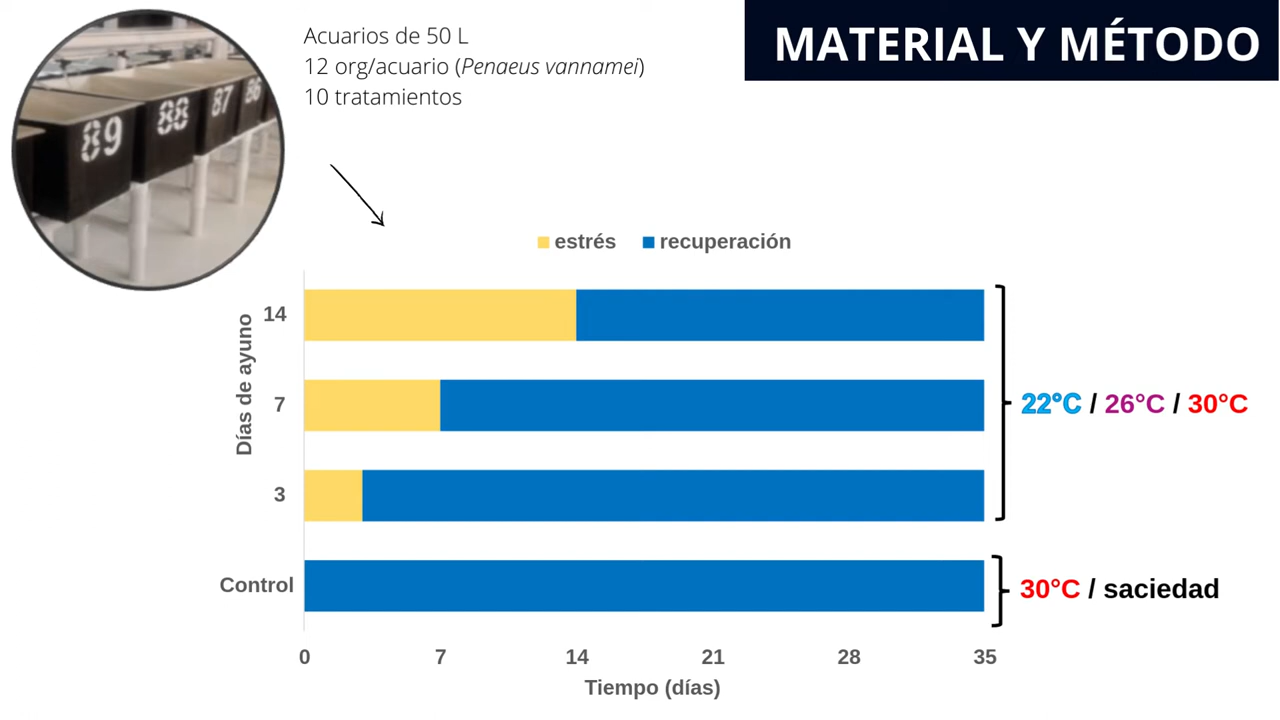 Acuarios de 50 L
12 org/acuario (Penaeus vannamei)
10 tratamientos
MATERIAL Y MÉTODO
89
88
87
86
estrés
recuperación
Días de ayuno
14
7
3
Control
22°C / 26°C / 30°C
30°C / saciedad
0 7 14 21 28 35
Tiempo (días)